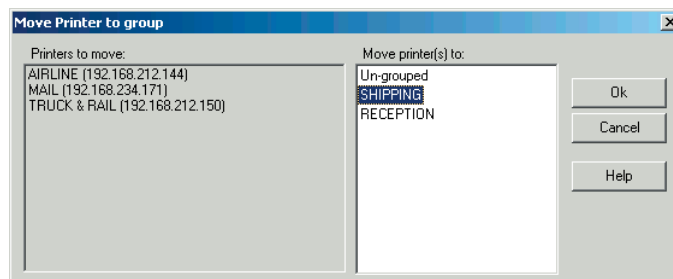 Move Printer to group
Printers to move:
AIRLINE (192.168.212.144)
MAIL (192.168.234.171)
TRUCK & RAIL (192.168.212.150)
Move printer(s) to:
Un-grouped
SHIPPING
RECEPTION
Ok
Cancel
Help